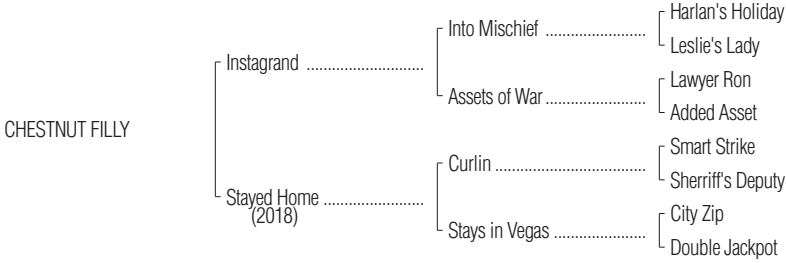 Harlan's Holiday
Into Mischief ........................
Leslie's Lady
Instagrand ............................
Lawyer Ron
Assets of War ........................
Added Asset
CHESTNUT FILLY
Smart Strike
Curlin ....................................
Sherriff's Deputy
Stayed Home ........................
(2018)
City Zip
Stays in Vegas ......................
Double Jackpot